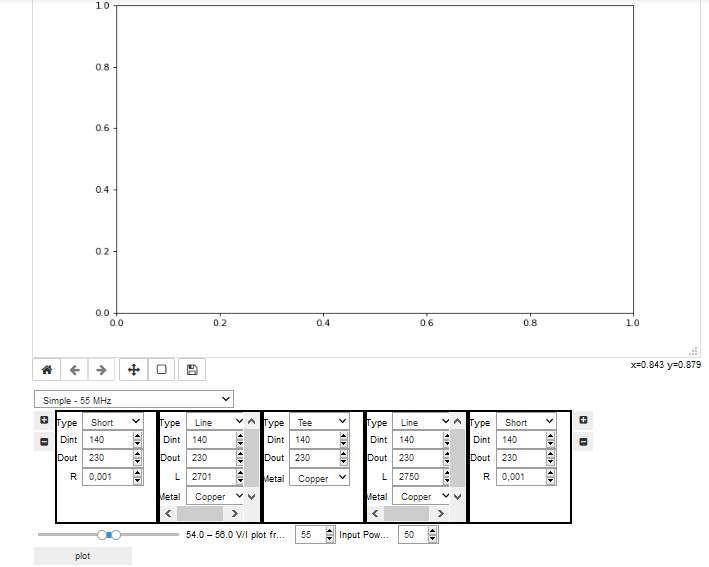 1.0
0.8
0.6
0.4
0.2
0.0
0.0 0.2 0.4 0.6 0.8 1.0
x=0.843 y=0.879
Simple - 55 MHz
Type Short Type Line Type Tee Type Line Type Short
Dint 140 Dint 140 Dint 140 Dint 140 Dint 140
Dout 230 Dout 230 Dout 230 Dout 230 Dout 230
R 0,001 L 2701 Metal Copper L 2750 R 0,001
Metal Copper Metal Copper
54.0 – 56.0 V/I plot fr... 55 Input Pow... 50
plot